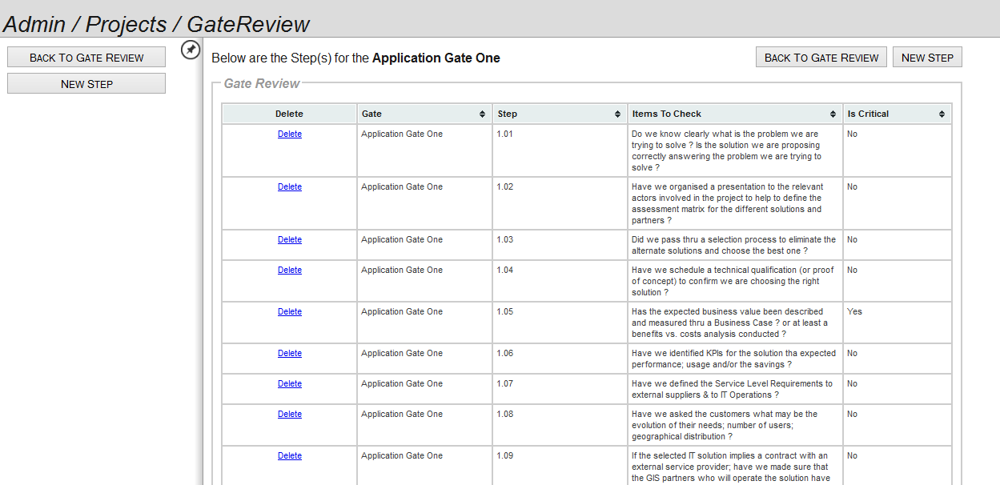 Admin / Projects / GateReview
BACK TO GATE REVIEW
NEW STEP
Below are the Step(s) for the Application Gate One
BACK TO GATE REVIEW NEW STEP
Gate Review
Delete Gate Step Items To Check Is Critical
Delete Application Gate One 1.01 Do we know clearly what is the problem we are No
trying to solve ? Is the solution we are proposing
correctly answering the problem we are trying to
solve ?
Delete Application Gate One 1.02 Have we organised a presentation to the relevant No
actors involved in the project to help to define the
assessment matrix for the different solutions and
partners ?
Delete Application Gate One 1.03 Did we pass thru a selection process to eliminate the No
alternate solutions and choose the best one ?
Delete Application Gate One 1.04 Have we schedule a technical qualification (or proof No
of concept) to confirm we are choosing the right
solution ?
Delete Application Gate One 1.05 Has the expected business value been described Yes
and measured thru a Business Case ? or at least a
benefits vs. costs analysis conducted ?
Delete Application Gate One 1.06 Have we identified KPIs for the solution tha expected No
performance; usage and/or the savings ?
Delete Application Gate One 1.07 Have we defined the Service Level Requirements to No
external suppliers & to IT Operations ?
Delete Application Gate One 1.08 Have we asked the customers what may be the No
evolution of their needs; number of users;
geographical distribution ?
Delete Application Gate One 1.09 If the selected IT solution implies a contract with an No
external service provider; have we made sure that
the GIS partners who will operate the solution have